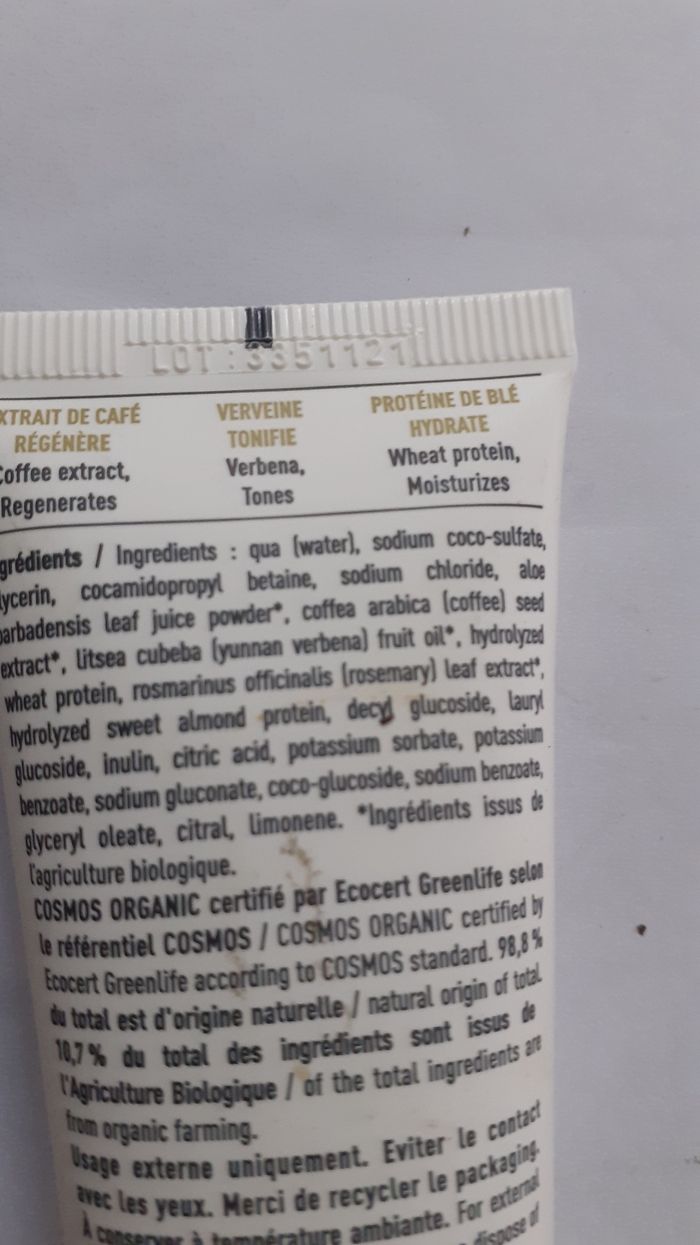 LOT : 3351121
XTRAIT DE CAFÉ
RÉGÉNÈRE
Coffee extract,
Regenerates
VERVEINE
TONIFIE
Verbena,
Tones
PROTÉINE DE BLÉ
HYDRATE
Wheat protein,
Moisturizes
grédients / Ingredients : qua (water), sodium coco-sulfate,
lycerin, cocamidopropyl betaine, sodium chloride, aloe
barbadensis leaf juice powder*, coffea arabica (coffee) seed
extract*, litsea cubeba (yunnan verbena) fruit oil*, hydrolyzed
wheat protein, rosmarinus officinalis (rosemary) leaf extract*,
hydrolyzed sweet almond protein, decyl glucoside, lauryl
glucoside, inulin, citric acid, potassium sorbate, potassium
benzoate, sodium gluconate, coco-glucoside, sodium benzoate,
glyceryl oleate, citral, limonene. *Ingrédients issus de
l'agriculture biologique.
COSMOS ORGANIC certifié par Ecocert Greenlife selon
le référentiel COSMOS / COSMOS ORGANIC certified by
Ecocert Greenlife according to COSMOS standard. 98,8 %
du total est d'origine naturelle / natural origin of total.
10,7 % du total des ingrédients sont issus de
l'Agriculture Biologique / of the total ingredients are
from organic farming.
Usage externe uniquement. Eviter le contact
avec les yeux. Merci de recycler le packaging.
À conserver à température ambiante. For external
dispose of